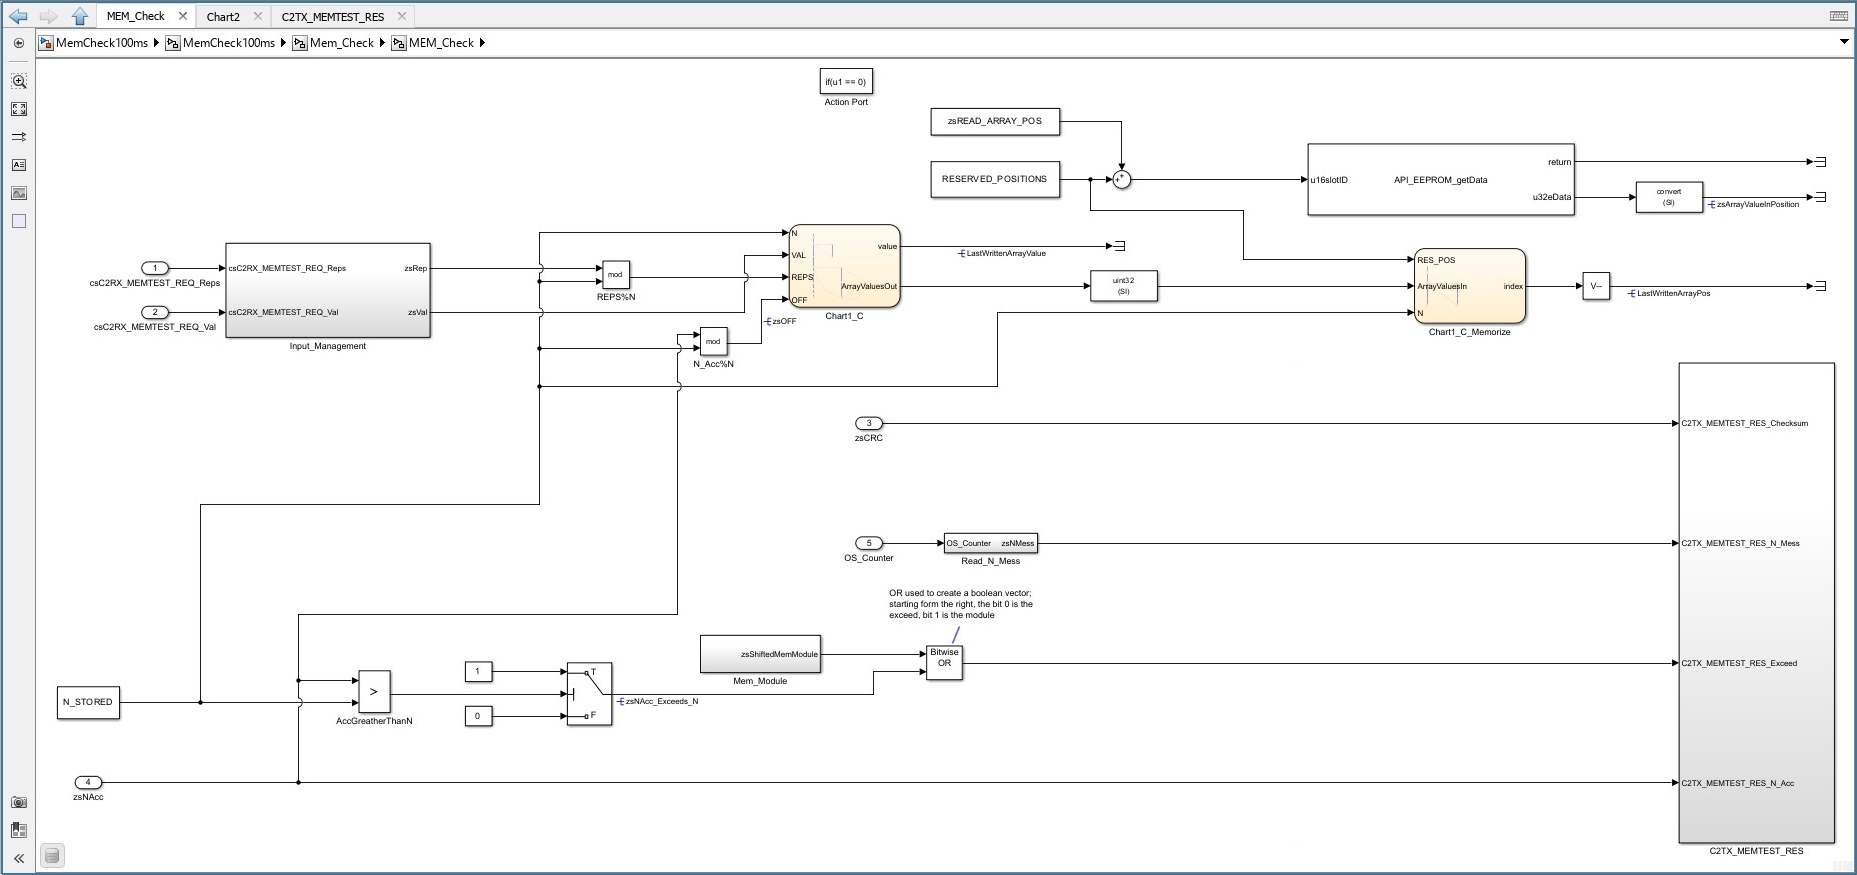 MEM_Check
Chart2
C2TX_MEMTEST_RES
MemCheck100ms
MemCheck100ms
Mem_Check
MEM_Check
if(u1 == 0)
Action Port
zsREAD_ARRAY_POS
RESERVED_POSITIONS
u16slotID
API_EEPROM_getData
return
u32eData
convert
(SI)
zsArrayValueInPosition
1
csC2RX_MEMTEST_REQ_Reps
2
csC2RX_MEMTEST_REQ_Val
csC2RX_MEMTEST_REQ_Reps
zsRep
csC2RX_MEMTEST_REQ_Val
zsVal
Input_Management
mod
REPS%N
mod
N_Acc%N
zsOFF
N
VAL
REPS
OFF
value
ArrayValuesOut
Chart1_C
LastWrittenArrayValue
uint32
(SI)
RES_POS
ArrayValuesIn
N
index
Chart1_C_Memorize
V--
LastWrittenArrayPos
3
zsCRC
5
OS_Counter
OS_Counter
zsNMess
Read_N_Mess
OR used to create a boolean vector;
starting form the right, the bit 0 is the
exceed, bit 1 is the module
zsShiftedMemModule
Mem_Module
Bitwise
OR
N_STORED
>
AccGreatherThanN
1
0
T
F
zsNAcc_Exceeds_N
4
zsNAcc
C2TX_MEMTEST_RES_Checksum
C2TX_MEMTEST_RES_N_Mess
C2TX_MEMTEST_RES_Exceed
C2TX_MEMTEST_RES_N_Acc
C2TX_MEMTEST_RES